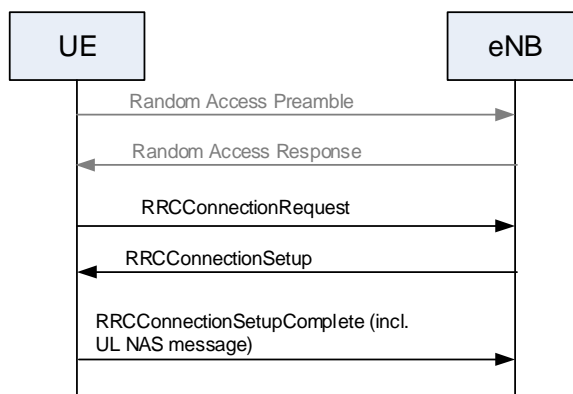 UE
eNB
Random Access Preamble
Random Access Response
RRCConnectionRequest
RRCConnectionSetup
RRCConnectionSetupComplete (incl.
UL NAS message)